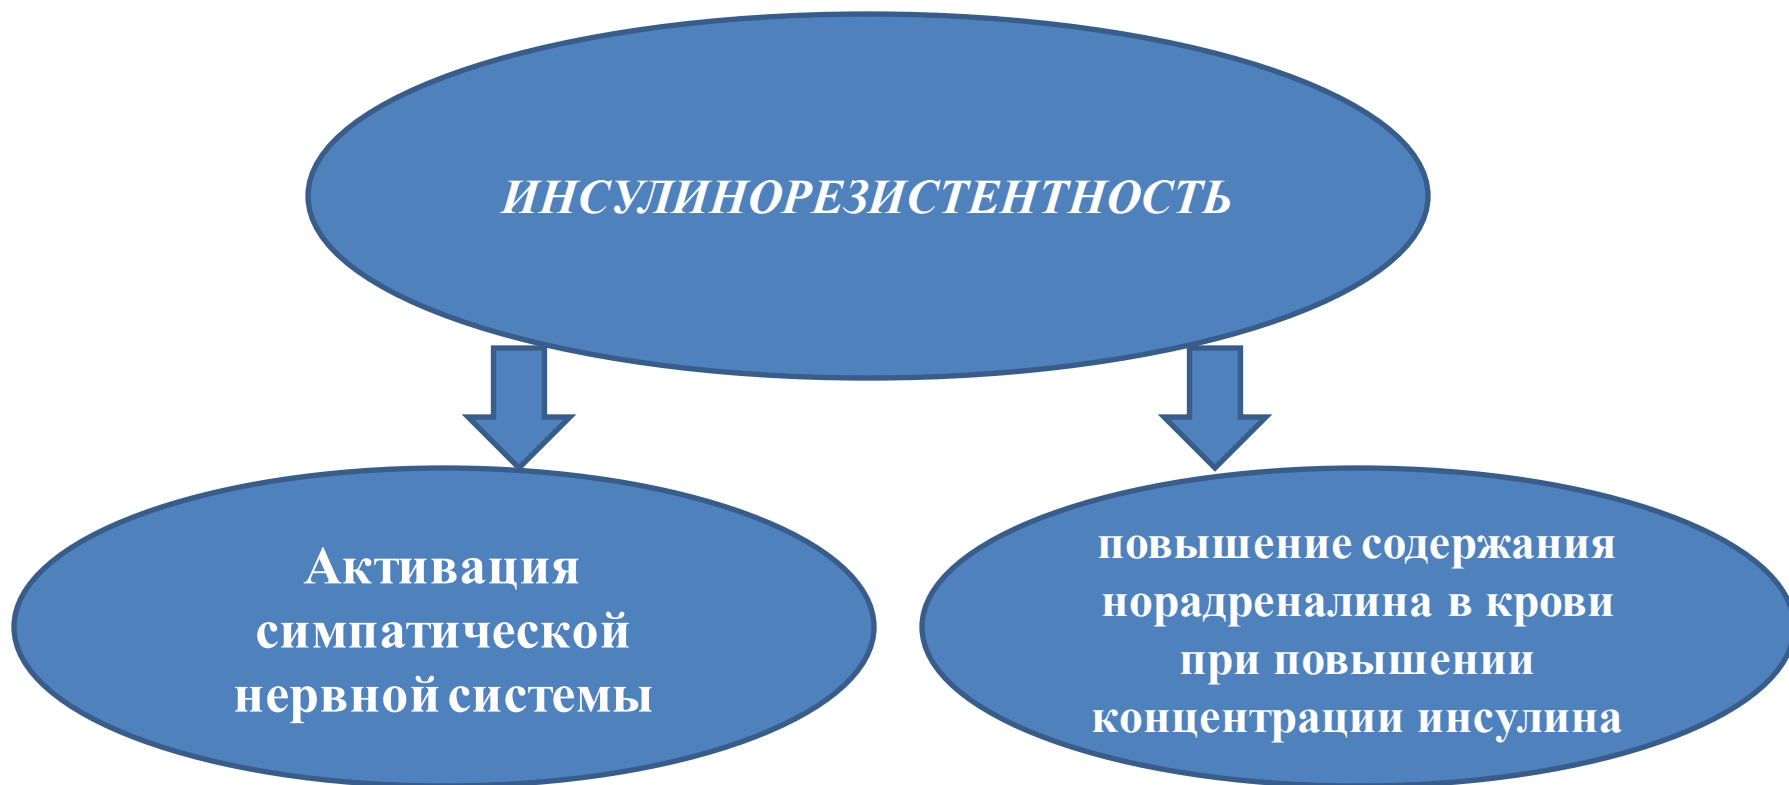 ИНСУЛИНОРЕЗИСТЕНТНОСТЬ
Активация
симпатической
нервной системы
повышение содержания
норадреналина в крови
при повышении
концентрации инсулина